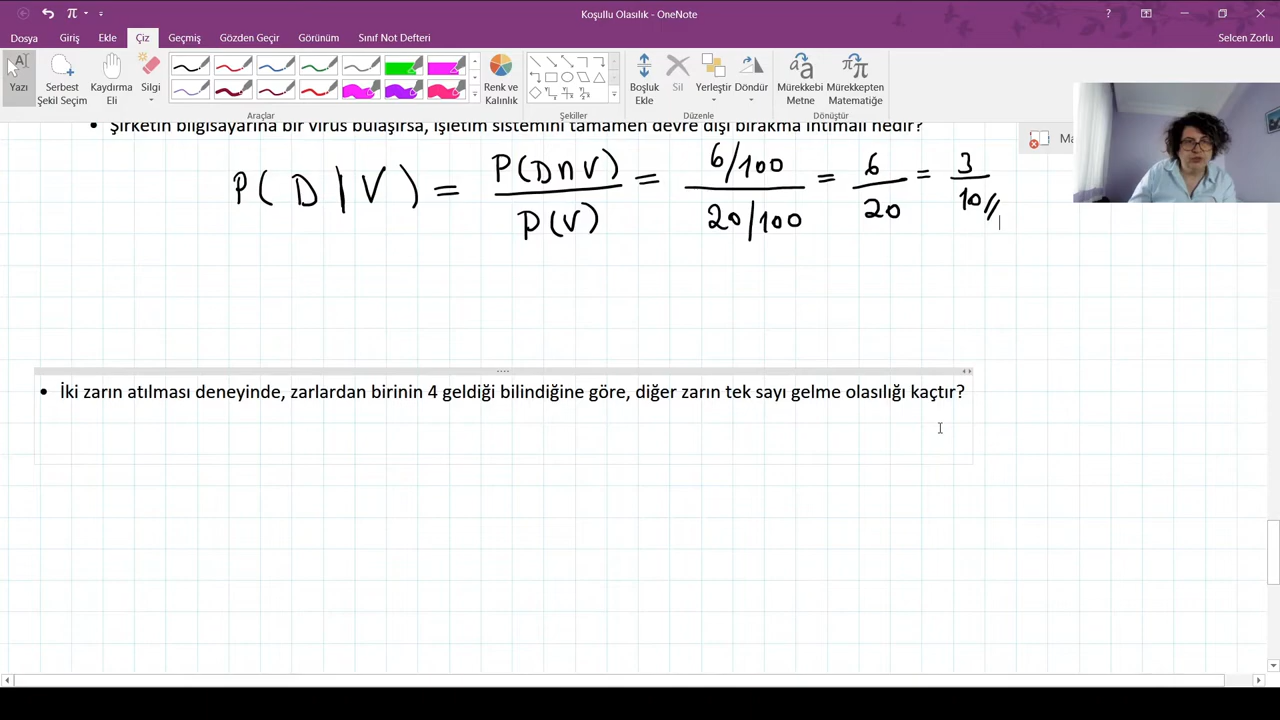 Koşullu Olasılık - OneNote
Dosya Giriş Ekle Çiz Geçmiş Gözden Geçir Görünüm Sınıf Not Defteri Selcen Zorlu
Yazı
Serbest Şekil Seçim
Kaydırma Eli
Silgi
Renk ve Kalınlık
Boşluk Ekle
Sil
Yerleştir
Döndür
Mürekkebi Metne
Mürekkepten Matematiğe
Araçlar Şekiller Düzenle Dönüştür
• Şirketin bilgisayarına bir virüs bulaşırsa, işletim sistemini tamamen devre dışı bırakma ihtimali nedir?
Ma
P( D | V ) = P(D∩V) / P(V) = 6/100 / 20/100 = 6/20 = 3/10 //
• İki zarın atılması deneyinde, zarlardan birinin 4 geldiği bilindiğine göre, diğer zarın tek sayı gelme olasılığı kaçtır?